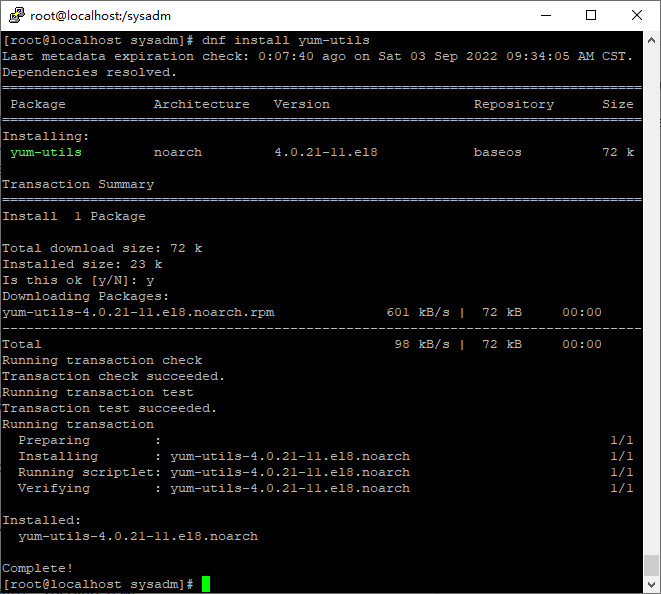 root@localhost:/sysadm
[root@localhost sysadm]# dnf install yum-utils
Last metadata expiration check: 0:07:40 ago on Sat 03 Sep 2022 09:34:05 AM CST.
Dependencies resolved.
================================================================================
 Package           Architecture   Version                  Repository      Size
================================================================================
Installing:
 yum-utils         noarch         4.0.21-11.el8            baseos          72 k

Transaction Summary
================================================================================
Install  1 Package

Total download size: 72 k
Installed size: 23 k
Is this ok [y/N]: y
Downloading Packages:
yum-utils-4.0.21-11.el8.noarch.rpm              601 kB/s |  72 kB     00:00
--------------------------------------------------------------------------------
Total                                            98 kB/s |  72 kB     00:00
Running transaction check
Transaction check succeeded.
Running transaction test
Transaction test succeeded.
Running transaction
  Preparing        :                                                        1/1
  Installing       : yum-utils-4.0.21-11.el8.noarch                         1/1
  Running scriptlet: yum-utils-4.0.21-11.el8.noarch                         1/1
  Verifying        : yum-utils-4.0.21-11.el8.noarch                         1/1

Installed:
  yum-utils-4.0.21-11.el8.noarch

Complete!
[root@localhost sysadm]#